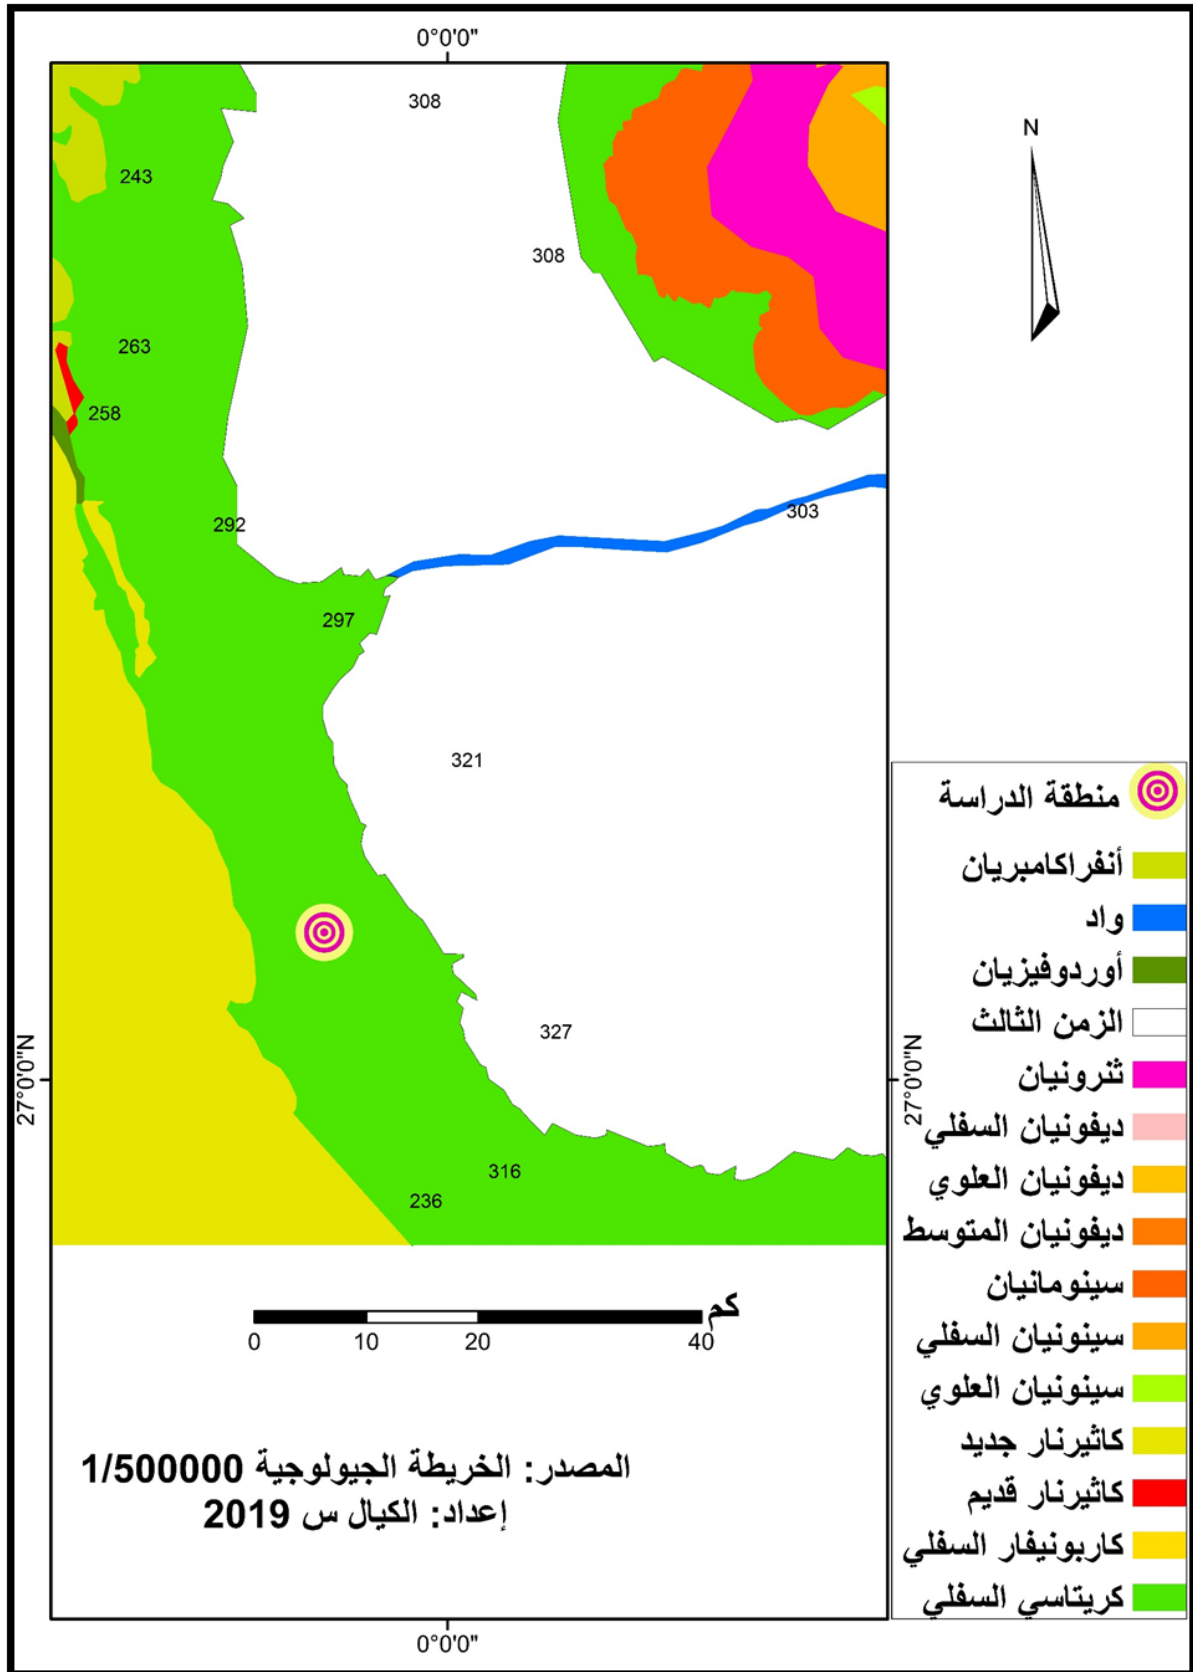 0°0'0"
308
N
243
308
263
258
303
292
297
321
منطقة الدراسة
أنفراكامبريان
واد
أوردوفيزيان
الزمن الثالث
ثنرونيان
ديفونيان السفلي
ديفونيان العلوي
ديفونيان المتوسط
سينومانيان
سينونيان السفلي
سينونيان العلوي
كاثيرنار جديد
كاثيرنار قديم
كاربونيفار السفلي
كريتاسي السفلي
327
27°0'0"N
27°0'0"N
316
236
كم
0 10 20 40
المصدر: الخريطة الجيولوجية 1/500000
إعداد: الكيال س 2019
0°0'0"